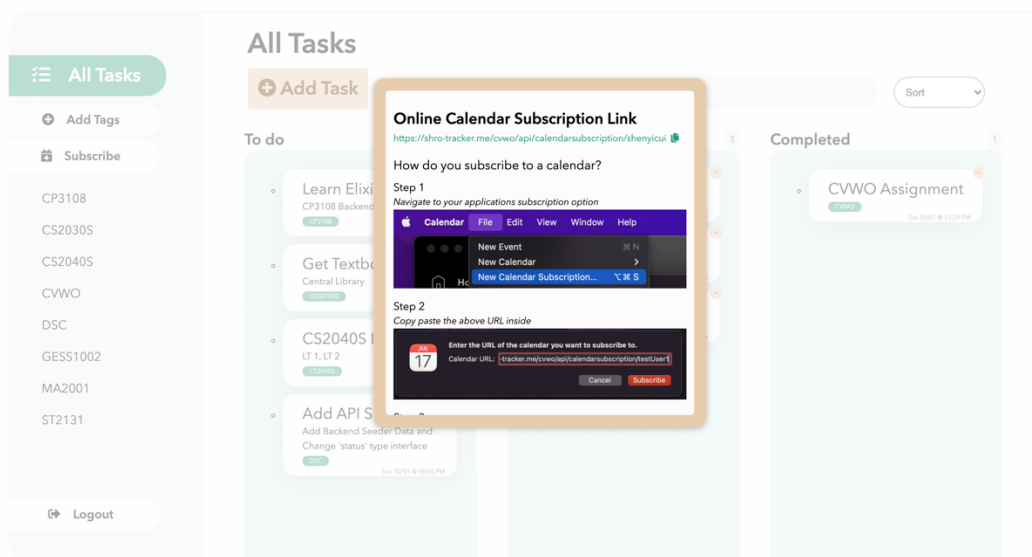 All Tasks
All Tasks
Add Task
Sort
Add Tags
Subscribe
CP3108
CS2030S
CS2040S
CVWO
DSC
GESS1002
MA2001
ST2131
Logout
To do
Learn Elixi
CP3108 Backend
CP3108
Get Textbo
Central Library
GESS1002
CS2040S
LT 1, LT 2
CS2040S
Add API S
Add Backend Seeder Data and
Change 'status' type interface
DSC
Sun 30/01 @ 08:00 PM
Online Calendar Subscription Link
https://shro-tracker.me/cvwo/api/calendarsubscription/shenyicui
How do you subscribe to a calendar?
Step 1
Navigate to your applications subscription option
Calendar File Edit View Window Help
New Event ⌘ N
New Calendar >
New Calendar Subscription... ⌥ ⌘ S
Ho
Step 2
Copy paste the above URL inside
JUL
17
Enter the URL of the calendar you want to subscribe to.
Calendar URL: -tracker.me/cvwo/api/calendarsubscription/testUser1
Cancel Subscribe
3
Completed 1
CVWO Assignment
CVWO
Tue 25/01 @ 11:59 PM